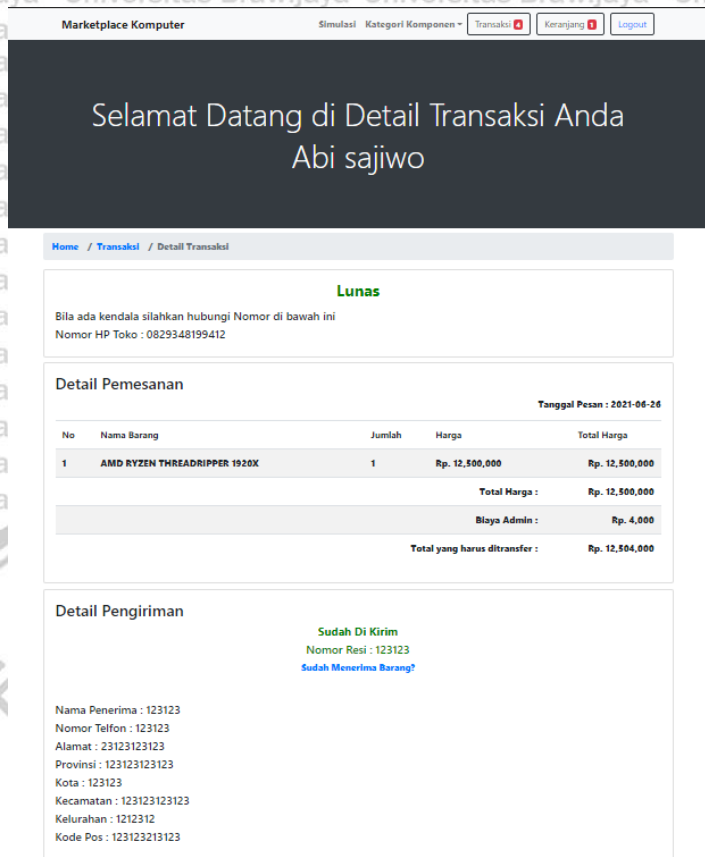 Universitas Brawijaya
Marketplace Komputer Simulasi Kategori Komponen Transaksi 4 Keranjang 1 Logout
Selamat Datang di Detail Transaksi Anda
Abi sajiwo
Home / Transaksi / Detail Transaksi
Lunas
Bila ada kendala silahkan hubungi Nomor di bawah ini
Nomor HP Toko : 0829348199412
Detail Pemesanan
Tanggal Pesan : 2021-06-26
No Nama Barang Jumlah Harga Total Harga
1 AMD RYZEN THREADRIPPER 1920X 1 Rp. 12,500,000 Rp. 12,500,000
Total Harga : Rp. 12,500,000
Biaya Admin : Rp. 4,000
Total yang harus ditransfer : Rp. 12,504,000
Detail Pengiriman
Sudah Di Kirim
Nomor Resi : 123123
Sudah Menerima Barang?
Nama Penerima : 123123
Nomor Telfon : 123123
Alamat : 23123123123
Provinsi : 123123123123
Kota : 123123
Kecamatan : 123123123123
Kelurahan : 1212312
Kode Pos : 123123213123